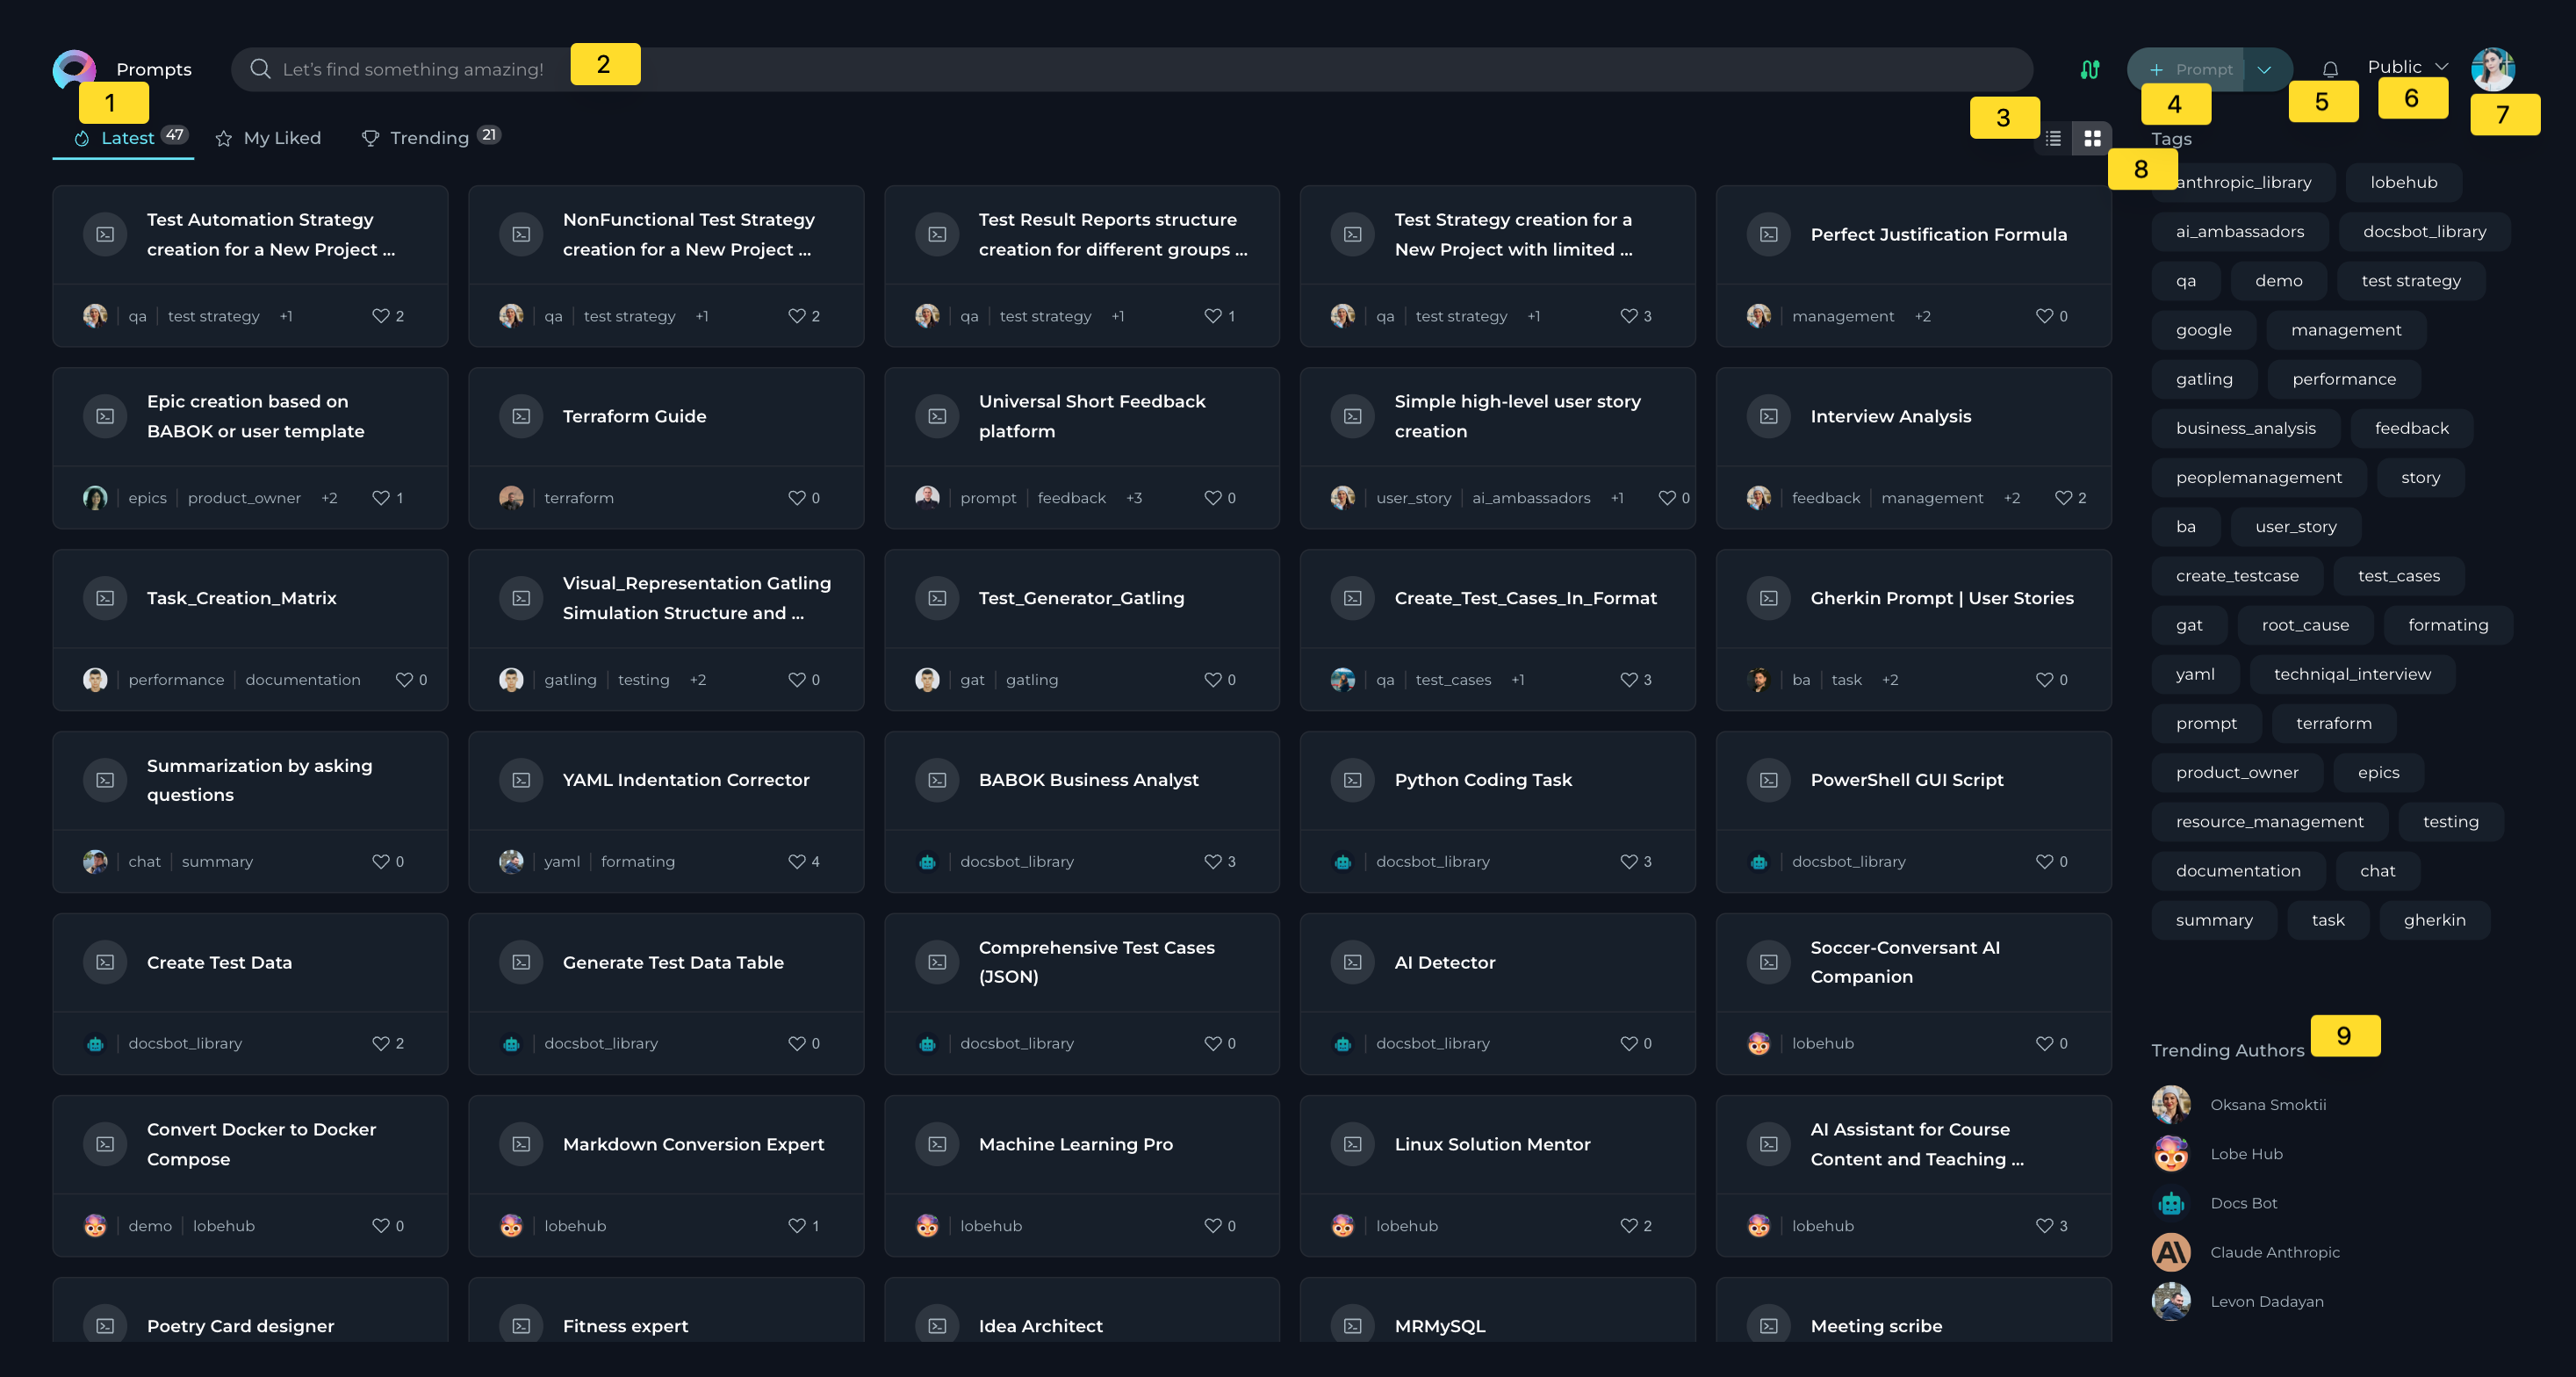 Prompts
Let's find something amazing!
2
+ Prompt
Public
1
3
4
5
6
7
Latest 47
My Liked
Trending 21
Tags
8
Test Automation Strategy
creation for a New Project ...
qa test strategy +1 2
NonFunctional Test Strategy
creation for a New Project ...
qa test strategy +1 2
Test Result Reports structure
creation for different groups ...
qa test strategy +1 1
Test Strategy creation for a
New Project with limited ...
qa test strategy +1 3
Perfect Justification Formula
management +2 0
Epic creation based on
BABOK or user template
epics product_owner +2 1
Terraform Guide
terraform 0
Universal Short Feedback
platform
prompt feedback +3 0
Simple high-level user story
creation
user_story ai_ambassadors +1 0
Interview Analysis
feedback management +2 2
Task_Creation_Matrix
performance documentation 0
Visual_Representation Gatling
Simulation Structure and ...
gatling testing +2 0
Test_Generator_Gatling
gat gatling 0
Create_Test_Cases_In_Format
qa test_cases +1 3
Gherkin Prompt | User Stories
ba task +2 0
Summarization by asking
questions
chat summary 0
YAML Indentation Corrector
yaml formating 4
BABOK Business Analyst
docsbot_library 3
Python Coding Task
docsbot_library 3
PowerShell GUI Script
docsbot_library 0
Create Test Data
docsbot_library 2
Generate Test Data Table
docsbot_library 0
Comprehensive Test Cases
(JSON)
docsbot_library 0
AI Detector
docsbot_library 0
Soccer-Conversant AI
Companion
lobehub 0
Convert Docker to Docker
Compose
demo lobehub 0
Markdown Conversion Expert
lobehub 1
Machine Learning Pro
lobehub 0
Linux Solution Mentor
lobehub 2
AI Assistant for Course
Content and Teaching ...
lobehub 3
Poetry Card designer
Fitness expert
Idea Architect
MRMySQL
Meeting scribe
anthropic_library lobehub
ai_ambassadors docsbot_library
qa demo test strategy
google management
gatling performance
business_analysis feedback
peoplemanagement story
ba user_story
create_testcase test_cases
gat root_cause formating
yaml techniqal_interview
prompt terraform
product_owner epics
resource_management testing
documentation chat
summary task gherkin
9
Trending Authors
Oksana Smoktii
Lobe Hub
Docs Bot
Claude Anthropic
Levon Dadayan